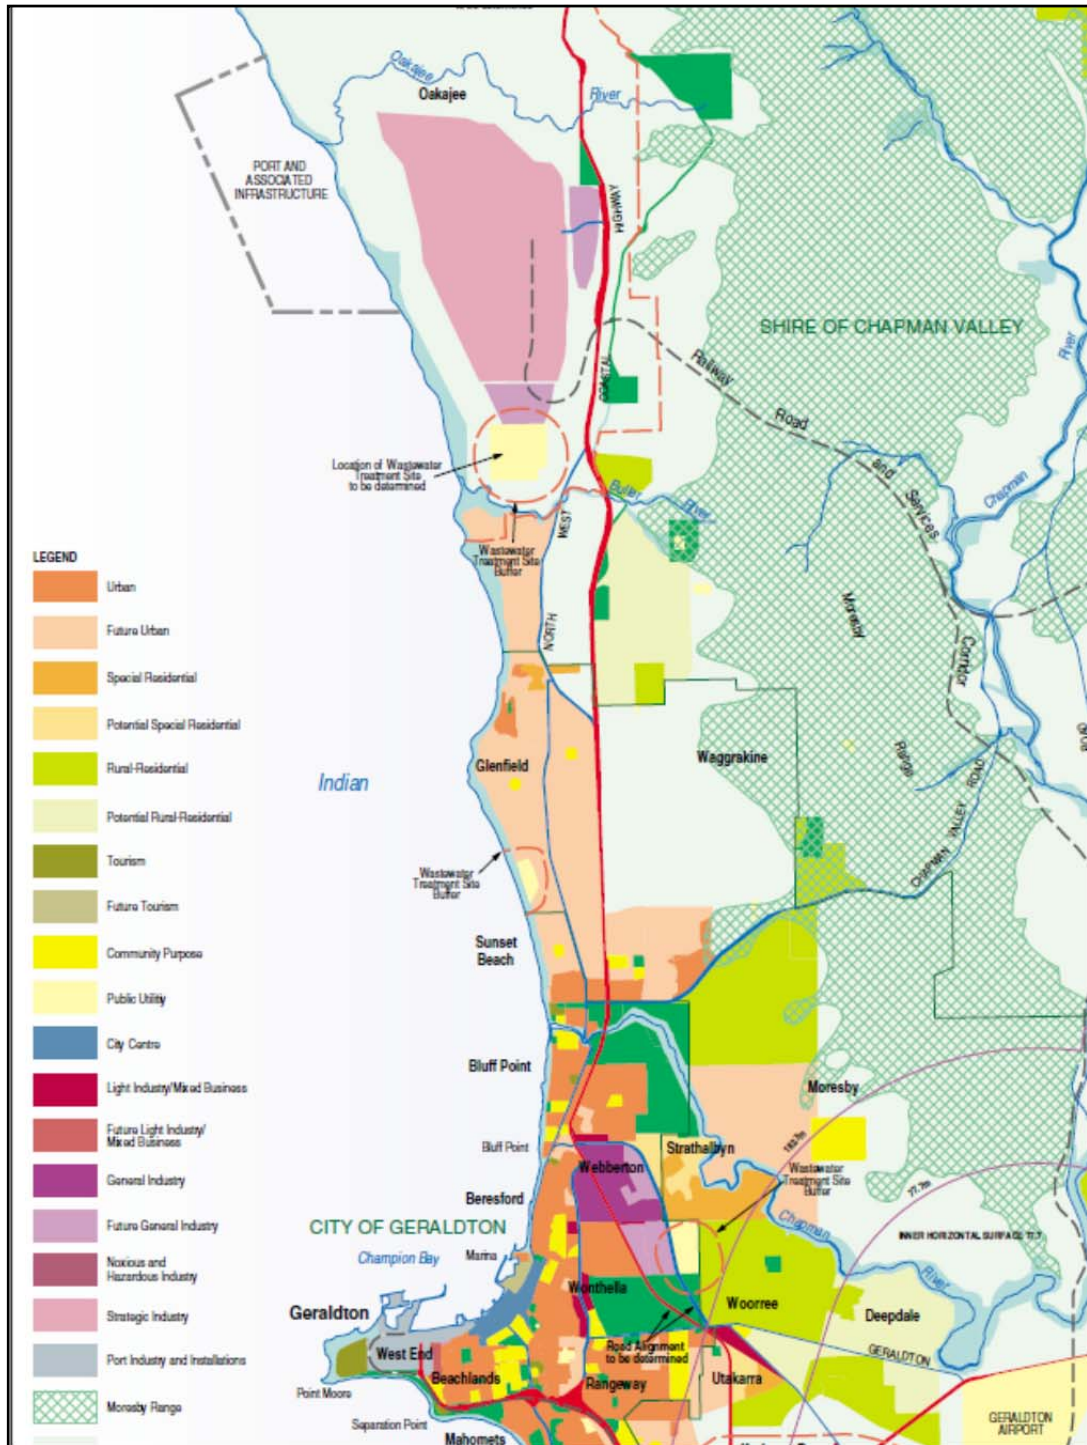 Oakajee
River
Oakajee
PORT AND
ASSOCIATED
INFRASTRUCTURE
HIGHWAY
SHIRE OF CHAPMAN VALLEY
River
Railway
COASTAL
Road
Location of Wastewater
Treatment Site
to be determined
and
Services
Chapman
Buller
River
WEST
Wastewater
Treatment Site
Buffer
LEGEND
Urban
Future Urban
Special Residential
Potential Special Residential
Rural-Residential
Potential Rural-Residential
Tourism
Future Tourism
Community Purpose
Public Utility
City Centre
Light Industry/Mixed Business
Future Light Industry/
Mixed Business
General Industry
Future General Industry
Noxious and
Hazardous Industry
Strategic Industry
Port Industry and Installations
Moresby Range
NORTH
Moresby
Corridor
Range
Waggrakine
Glenfield
Indian
CHAPMAN VALLEY ROAD
Wastewater
Treatment Site
Buffer
Sunset
Beach
Bluff Point
Moresby
Bluff Point
Strathalbyn
Webberton
Wastewater
Treatment Site
Buffer
Beresford
CITY OF GERALDTON
Chapman
INNER HORIZONTAL SURFACE 77.7
Champion Bay
Marina
River
Wonthella
Geraldton
Woorree
Deepdale
West End
Road Alignment
to be determined
GERALDTON
Beachlands
Rangeway
Utakarra
Point Moore
Separation Point
Mahomets
GERALDTON
AIRPORT